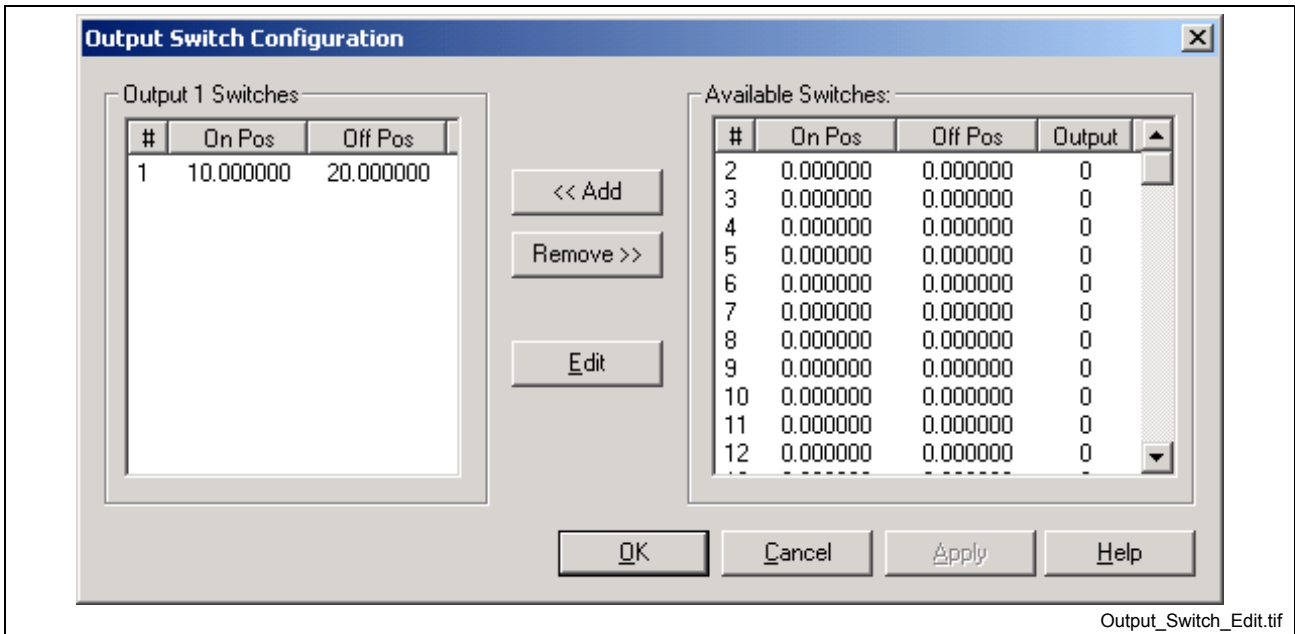 Output Switch Configuration
Output 1 Switches
# On Pos Off Pos
1 10.000000 20.000000
<< Add
Remove >>
Edit
Available Switches:
# On Pos Off Pos Output
2 0.000000 0.000000 0
3 0.000000 0.000000 0
4 0.000000 0.000000 0
5 0.000000 0.000000 0
6 0.000000 0.000000 0
7 0.000000 0.000000 0
8 0.000000 0.000000 0
9 0.000000 0.000000 0
10 0.000000 0.000000 0
11 0.000000 0.000000 0
12 0.000000 0.000000 0
OK Cancel Apply Help
Output_Switch_Edit.tif